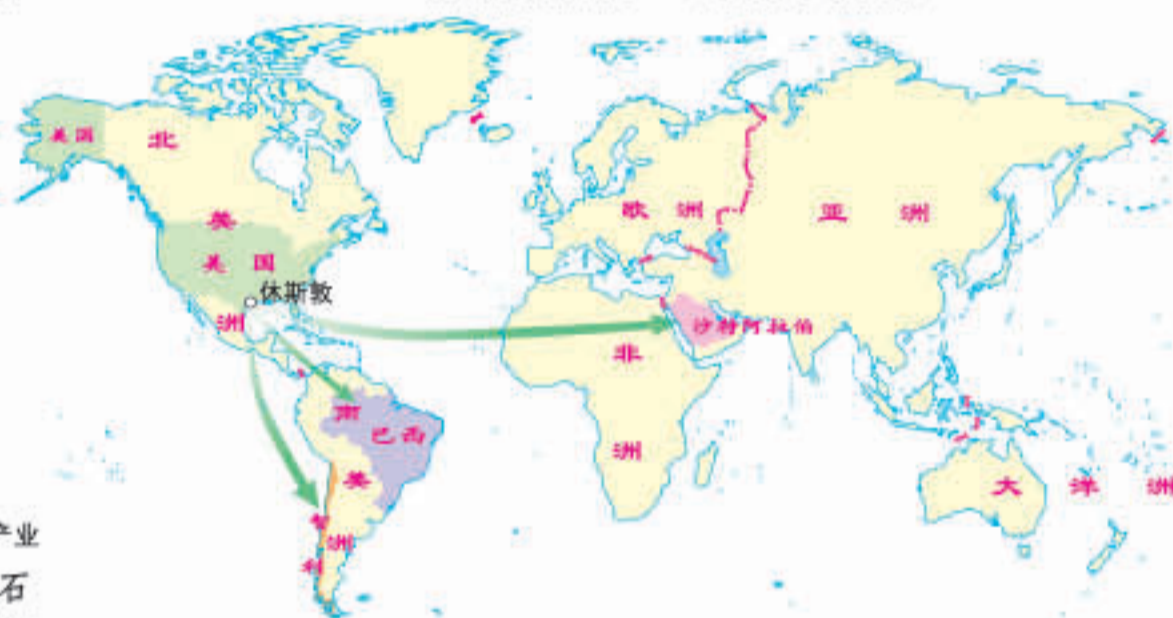 美国
北
美
洲
美国
休斯敦
欧洲
亚洲
沙特阿拉伯
非
洲
南
美
洲
巴西
智
利
大洋洲
产业
石